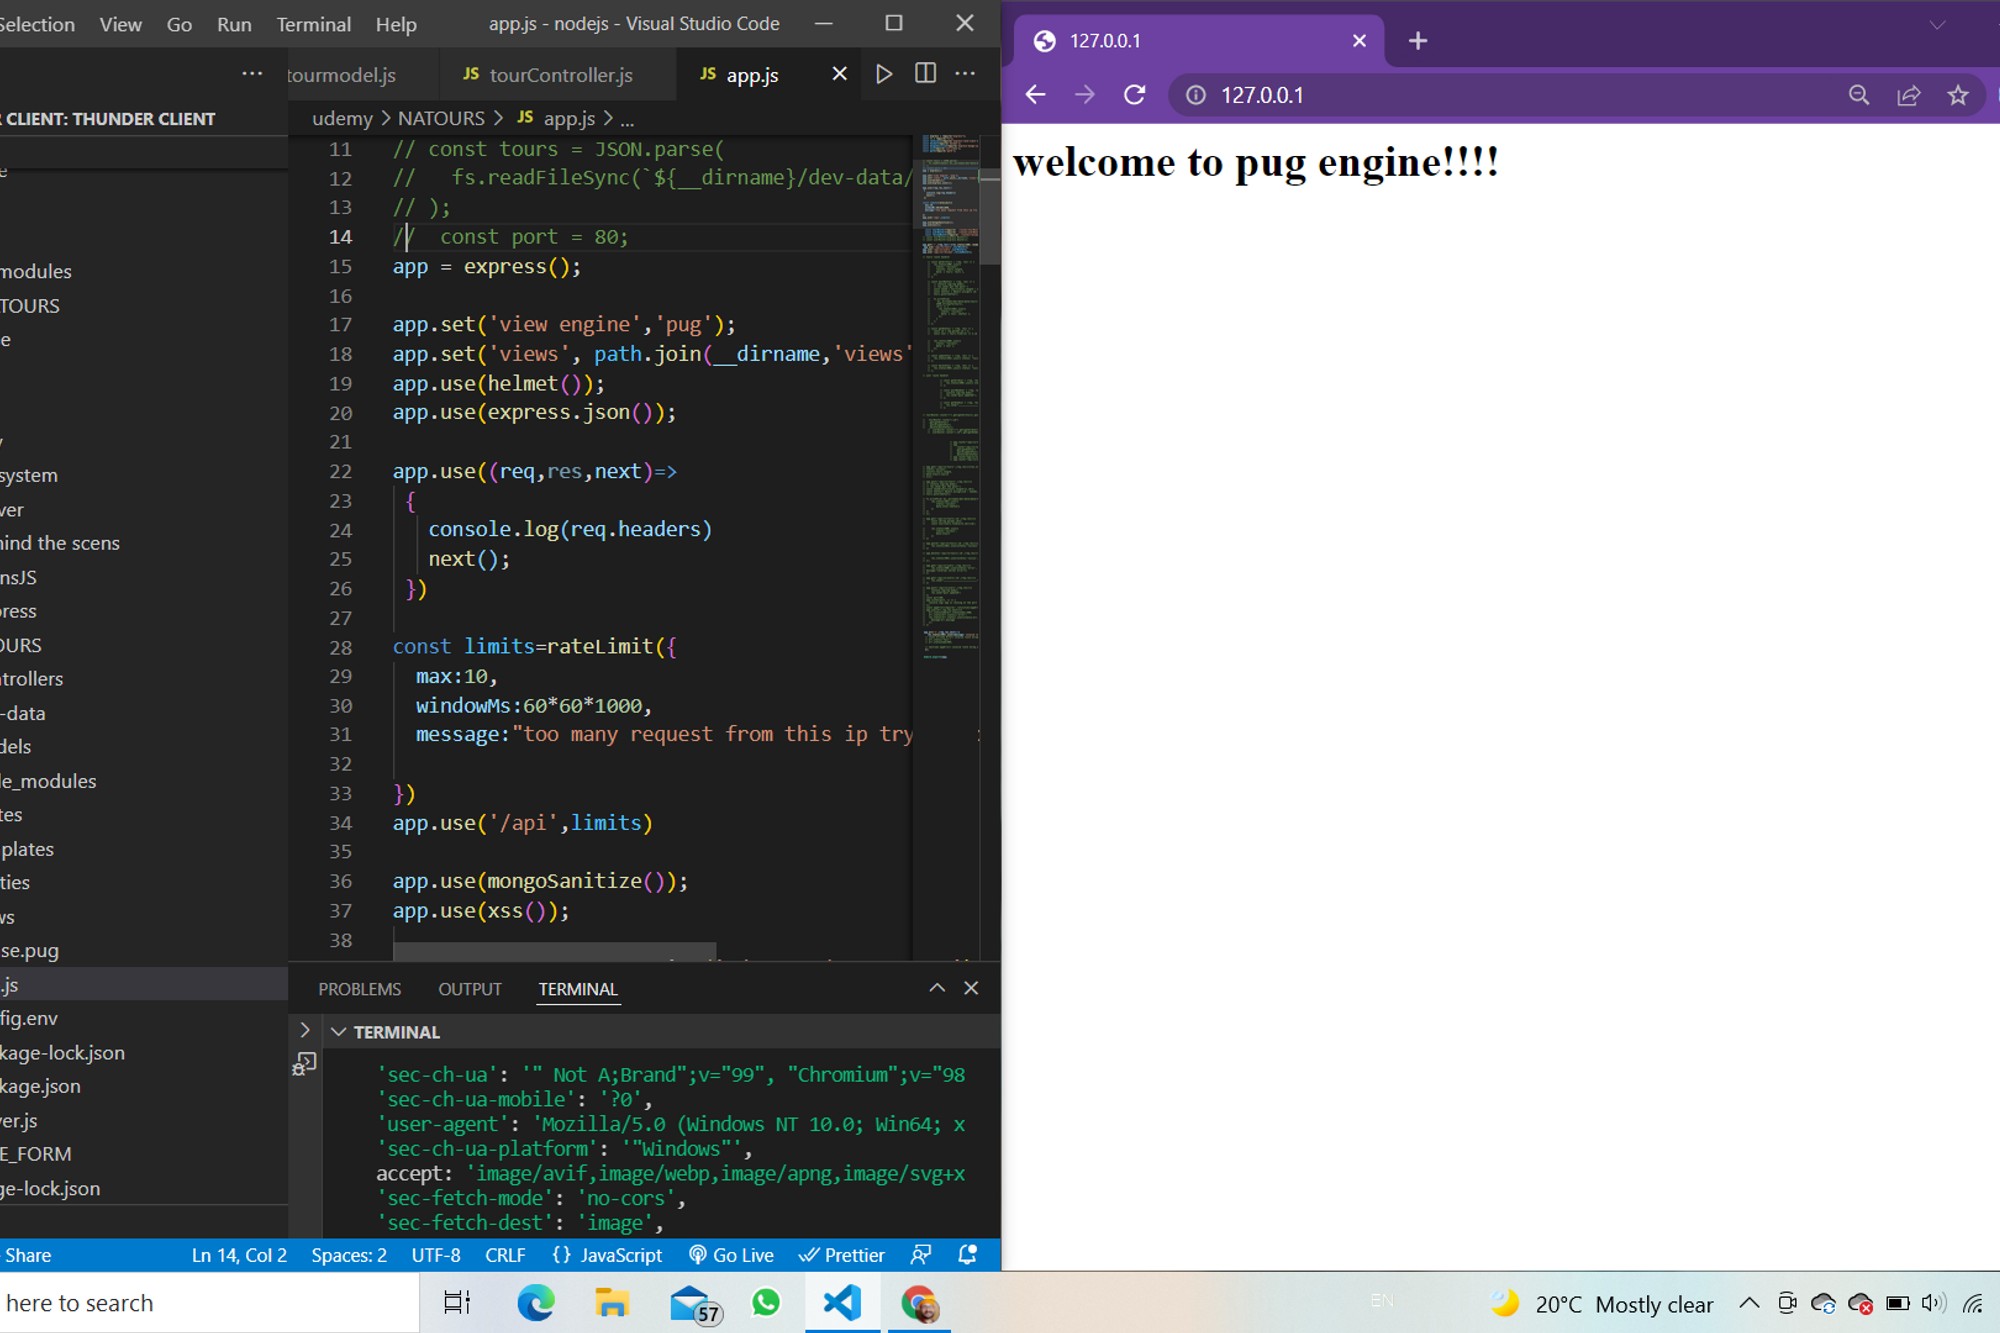 Selection View Go Run Terminal Help app.js - nodejs - Visual Studio Code
tourmodel.js JS tourController.js JS app.js
R CLIENT: THUNDER CLIENT
udemy > NATOURS > JS app.js > ...
modules
TOURS
e
system
ver
hind the scens
nsJS
press
OURS
trollers
-data
dels
le_modules
tes
plates
ties
ws
se.pug
.js
fig.env
kage-lock.json
kage.json
ver.js
E_FORM
ge-lock.json
11 // const tours = JSON.parse(
12 //   fs.readFileSync(`${__dirname}/dev-data/
13 // );
14 //  const port = 80;
15 app = express();
16
17 app.set('view engine','pug');
18 app.set('views', path.join(__dirname,'views'
19 app.use(helmet());
20 app.use(express.json());
21
22 app.use((req,res,next)=>
23 {
24 console.log(req.headers)
25 next();
26 })
27
28 const limits=rateLimit({
29 max:10,
30 windowMs:60*60*1000,
31 message:"too many request from this ip try
32
33 })
34 app.use('/api',limits)
35
36 app.use(mongoSanitize());
37 app.use(xss());
38
PROBLEMS OUTPUT TERMINAL
TERMINAL
'sec-ch-ua': '" Not A;Brand";v="99", "Chromium";v="98
'sec-ch-ua-mobile': '?0',
'user-agent': 'Mozilla/5.0 (Windows NT 10.0; Win64; x
'sec-ch-ua-platform': '"Windows"',
accept: 'image/avif,image/webp,image/apng,image/svg+x
'sec-fetch-mode': 'no-cors',
'sec-fetch-dest': 'image',
Share Ln 14, Col 2 Spaces: 2 UTF-8 CRLF {} JavaScript Go Live Prettier
127.0.0.1
127.0.0.1
welcome to pug engine!!!!
here to search 57 EN 20°C Mostly clear